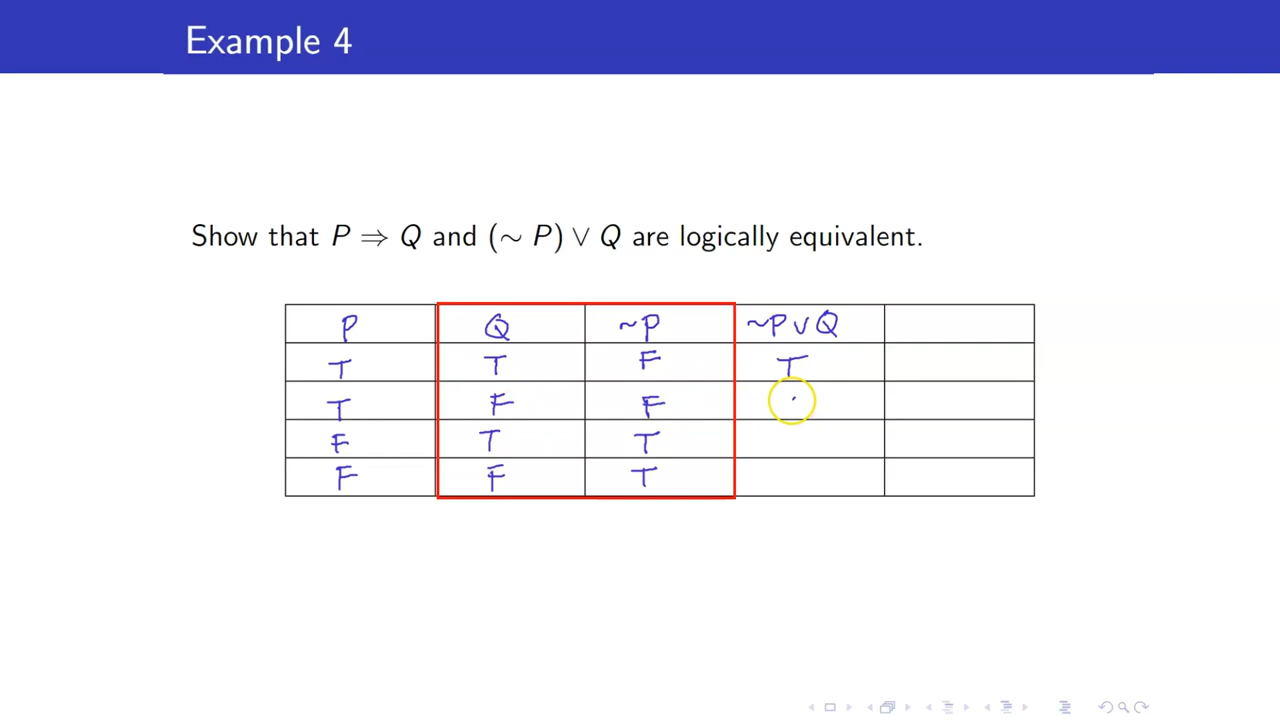 Example 4
Show that P ⇒ Q and (∼ P) ∨ Q are logically equivalent.
P Q ~P ~P∨Q
T T F T
T F F
F T T
F F T